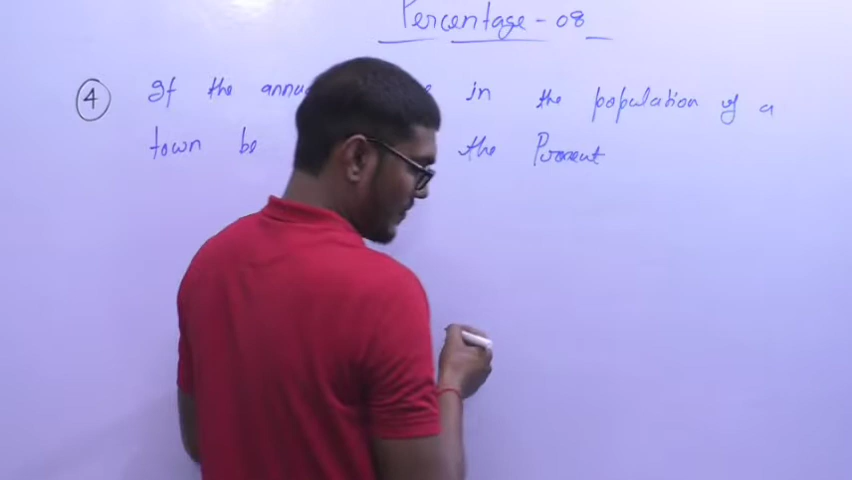 Percentage - 08
④ If the annu in the population of a
town be the Present